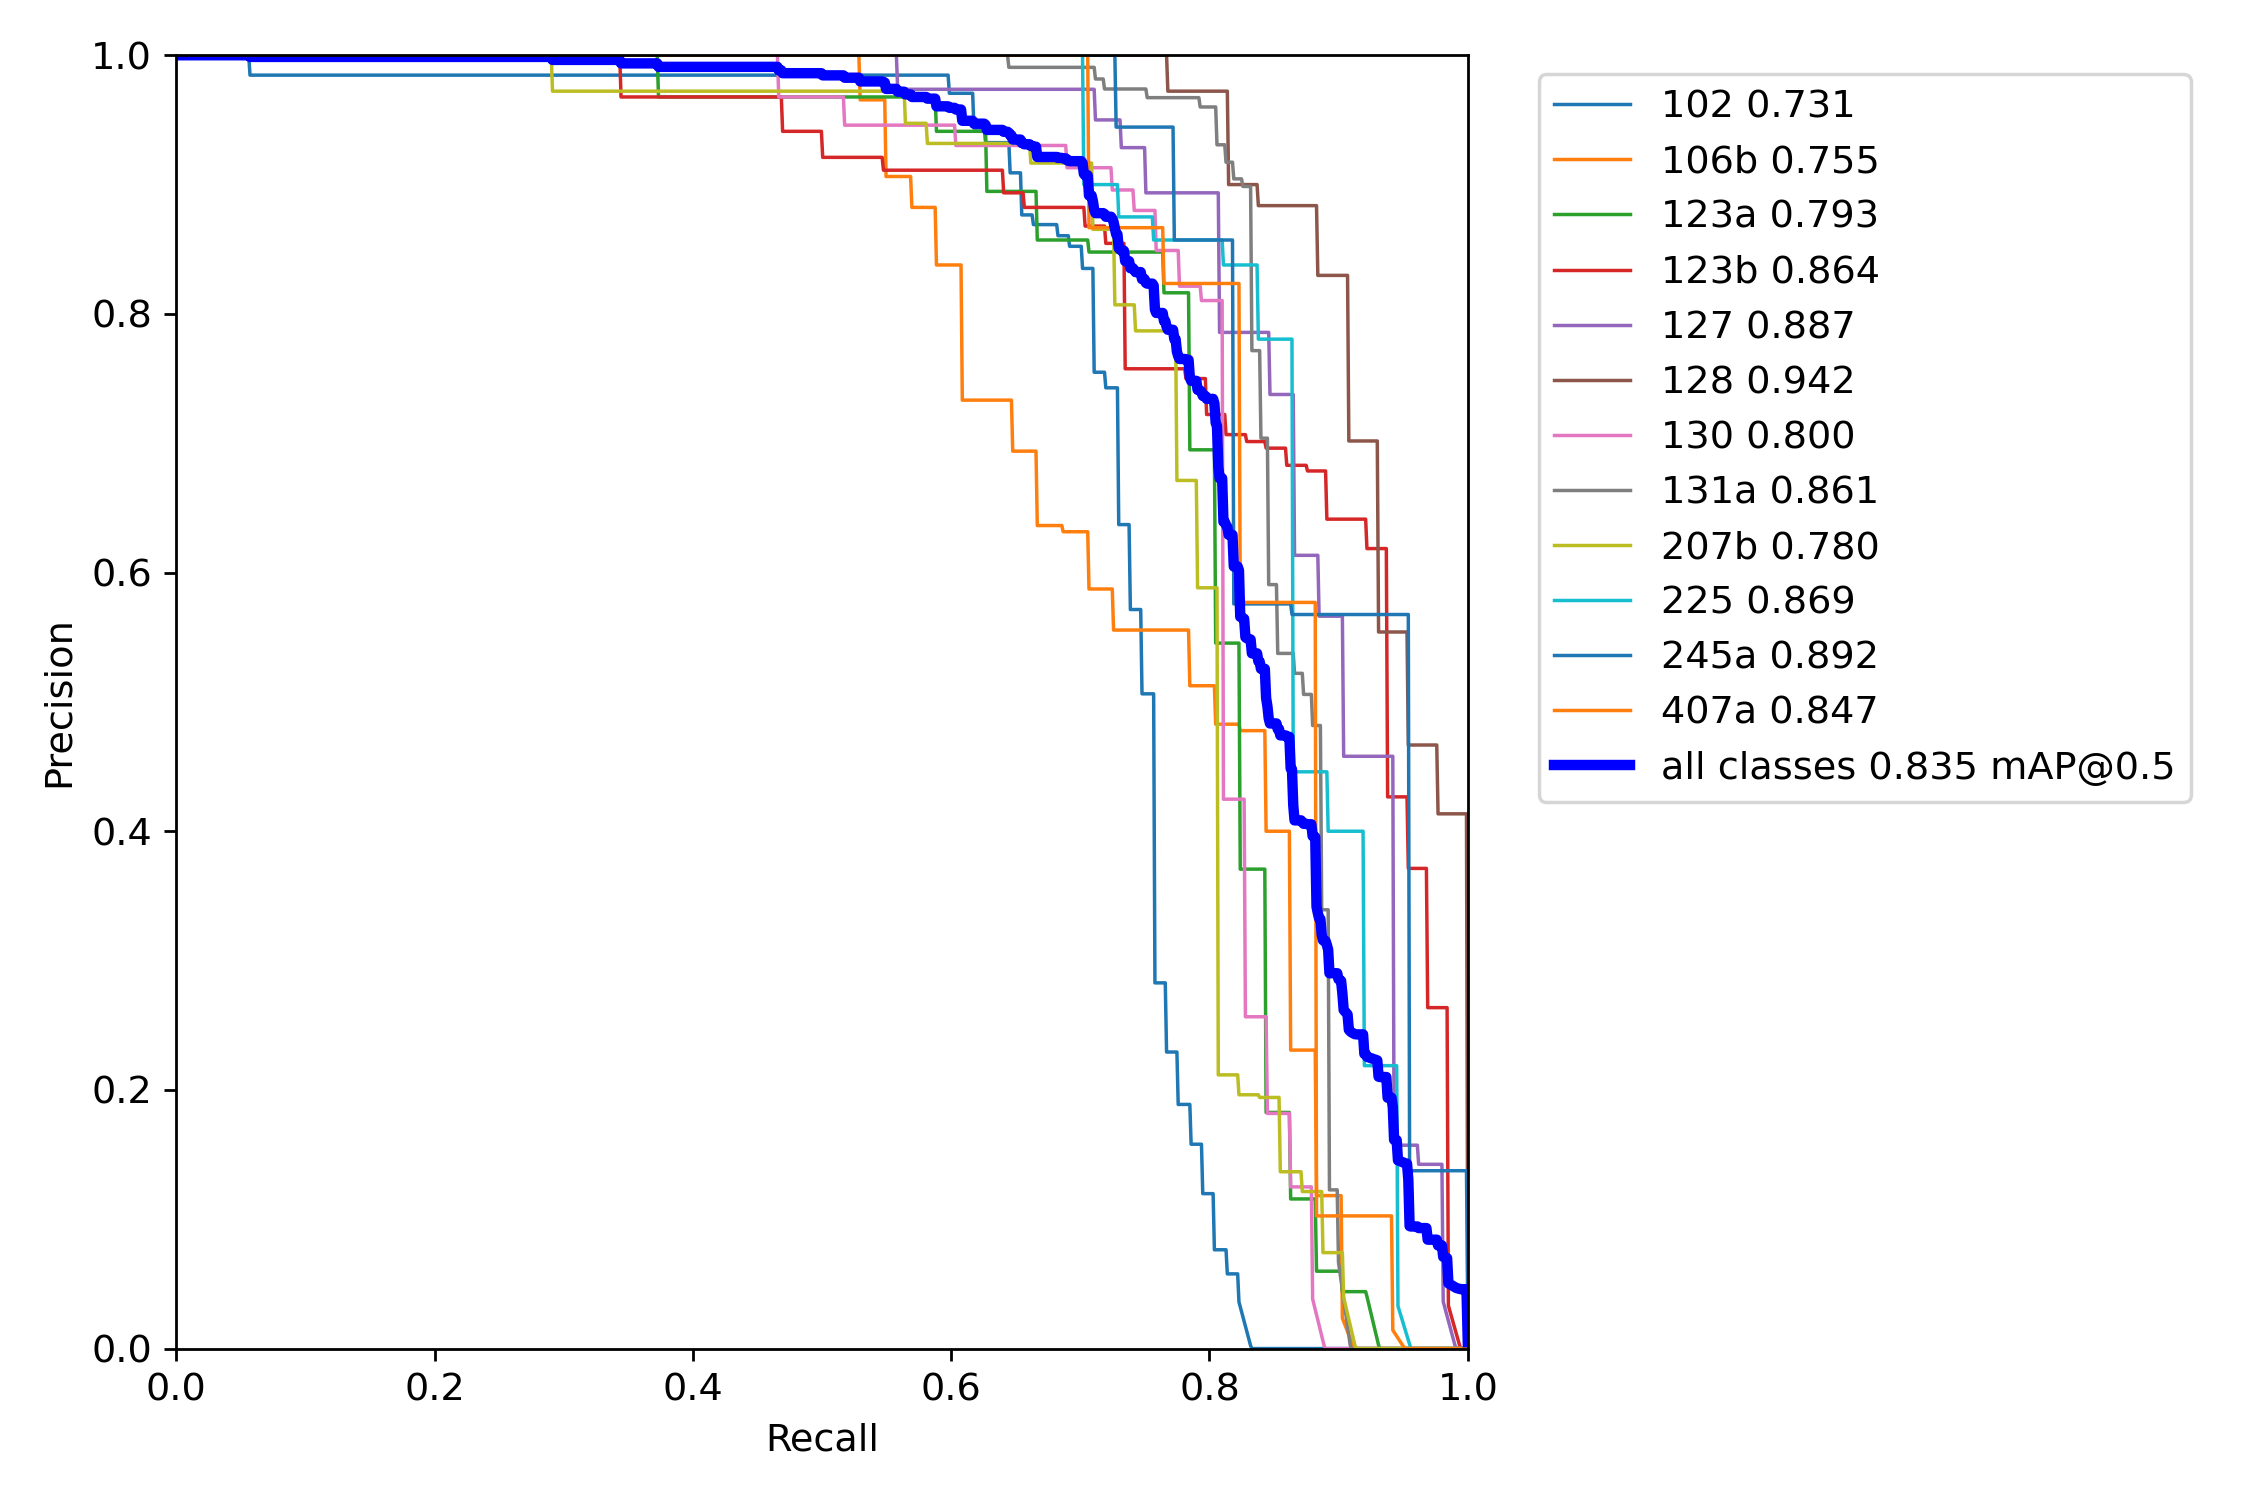 1.0
0.8
0.6
0.4
0.2
0.0
Precision
0.0 0.2 0.4 0.6 0.8 1.0
Recall
102 0.731
106b 0.755
123a 0.793
123b 0.864
127 0.887
128 0.942
130 0.800
131a 0.861
207b 0.780
225 0.869
245a 0.892
407a 0.847
all classes 0.835 mAP@0.5